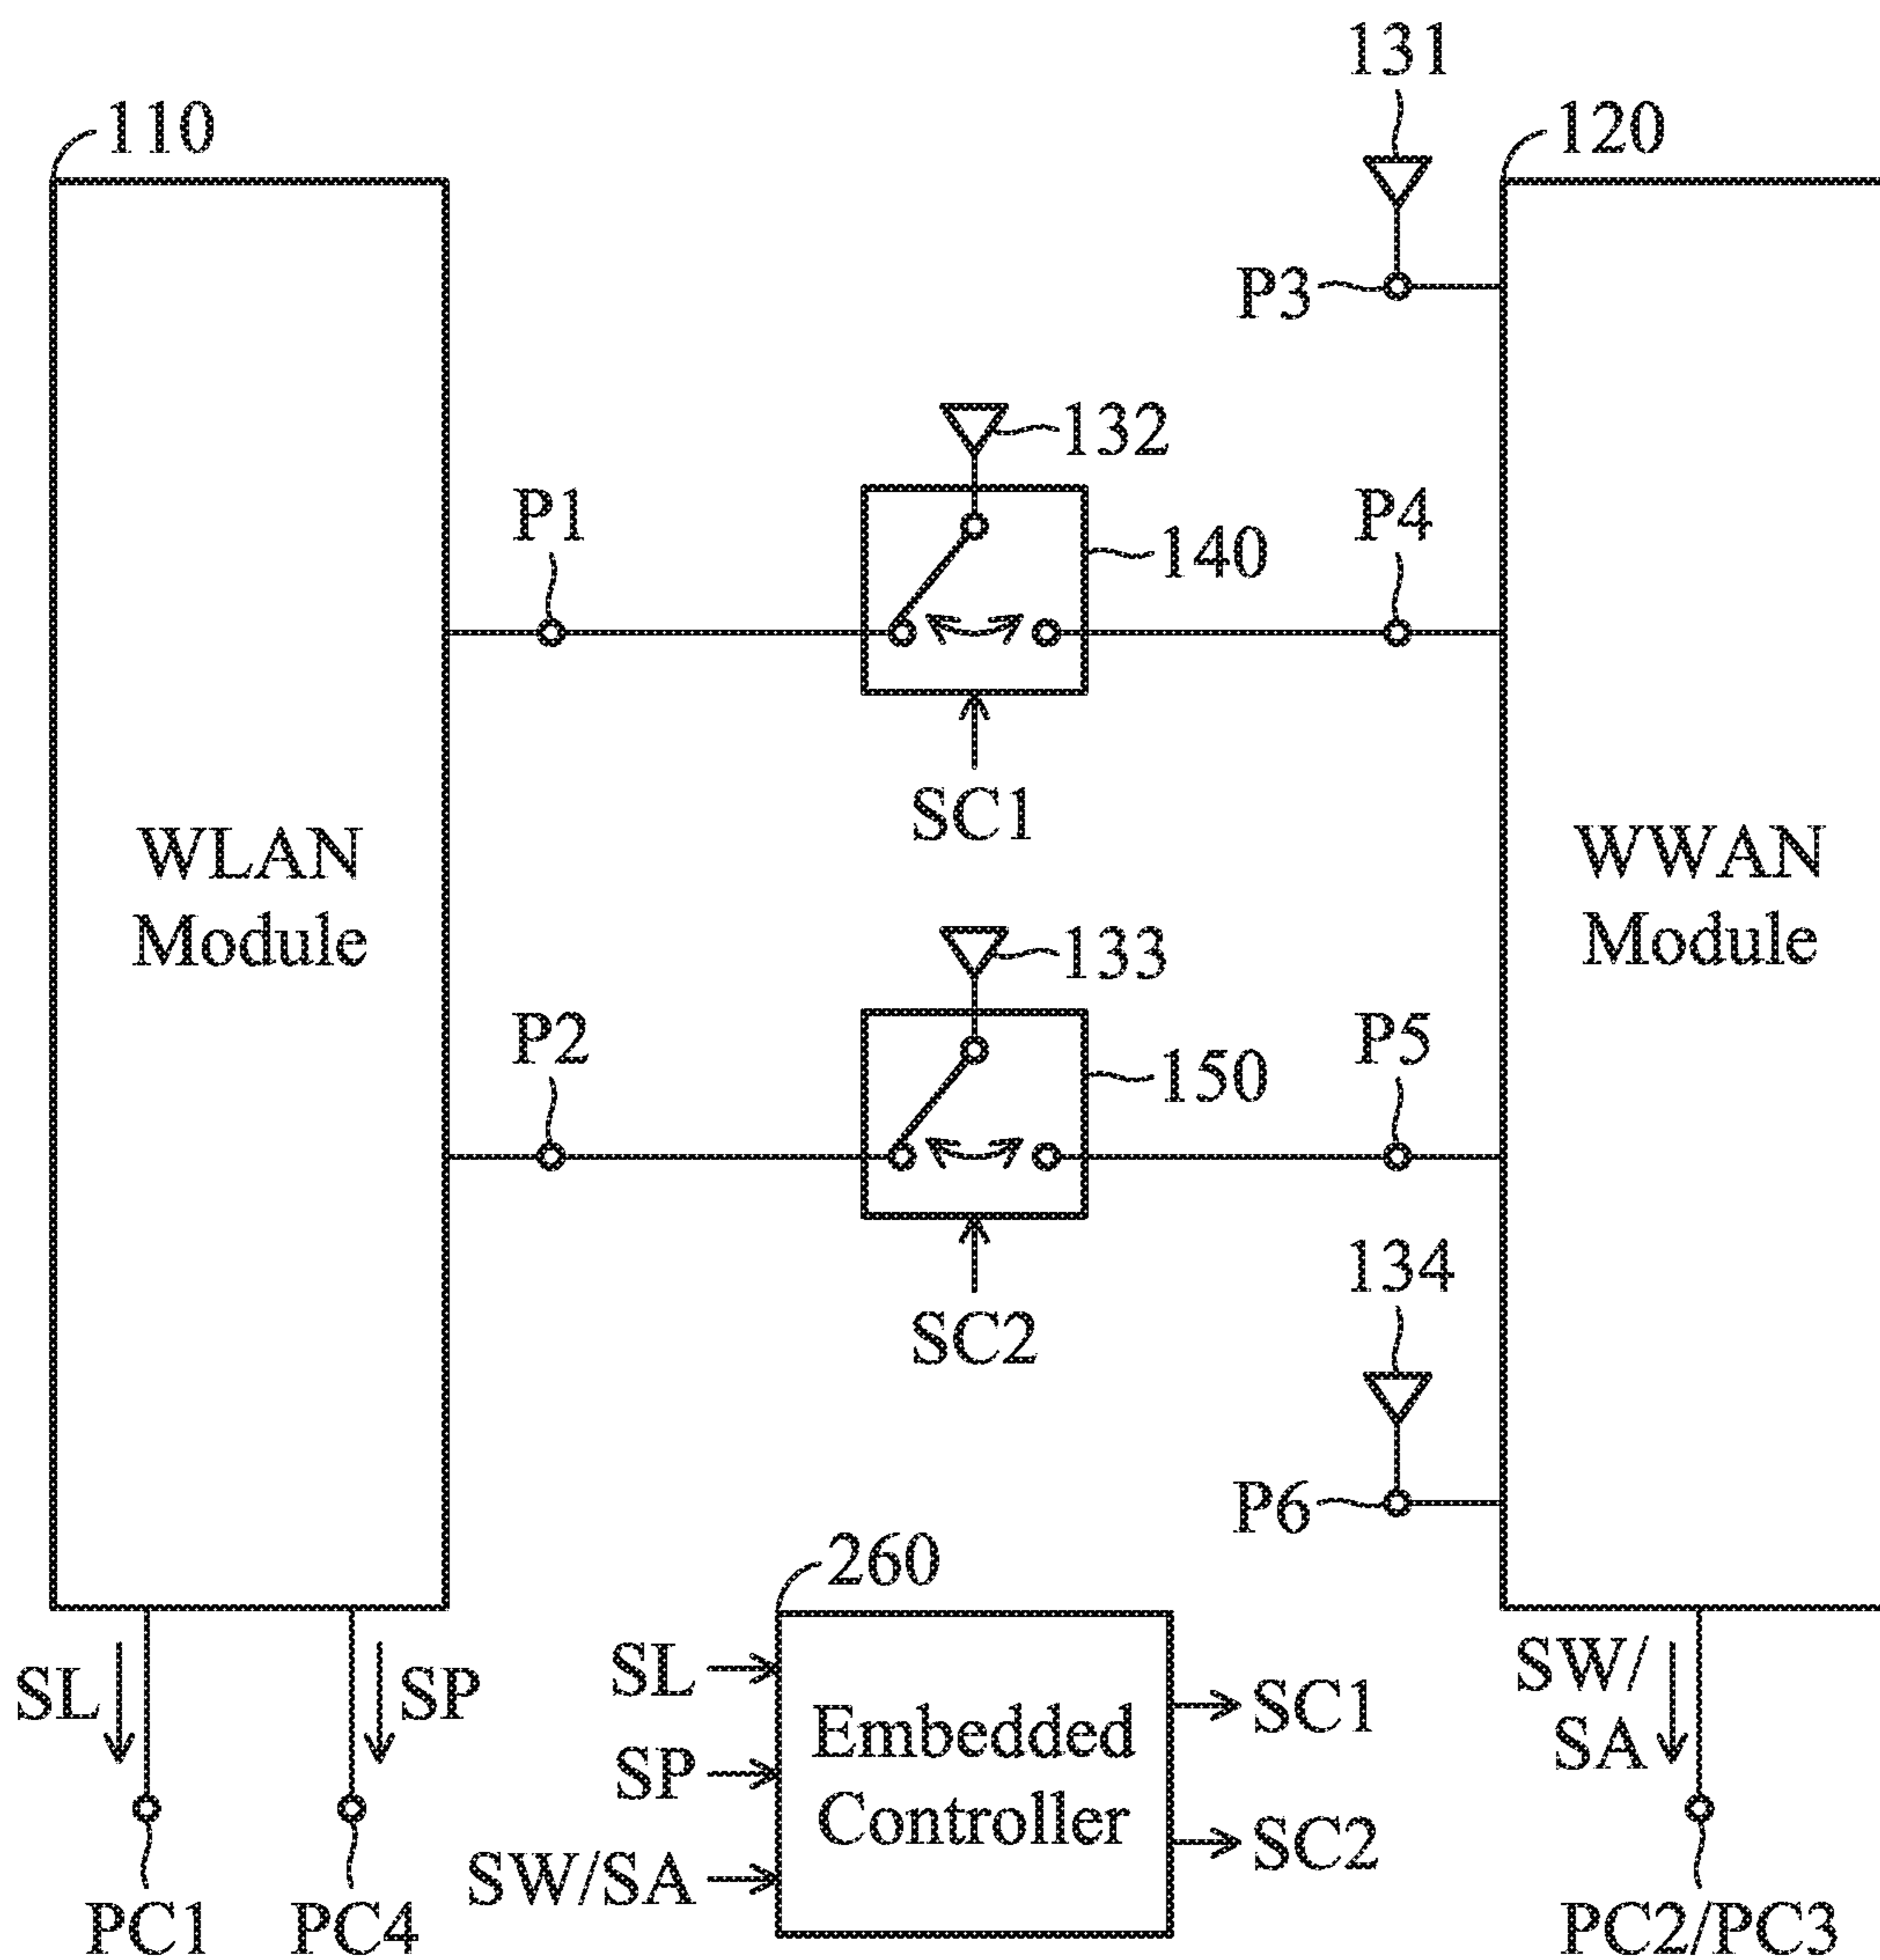 131
110
120
P3
132
P1
140
P4
SC1
WLAN
Module
WWAN
Module
133
P2
150
P5
SC2
134
P6
260
SL
SP
SL
SP
SW/SA
Embedded
Controller
SC1
SC2
SW/
SA
PC1
PC4
PC2/PC3